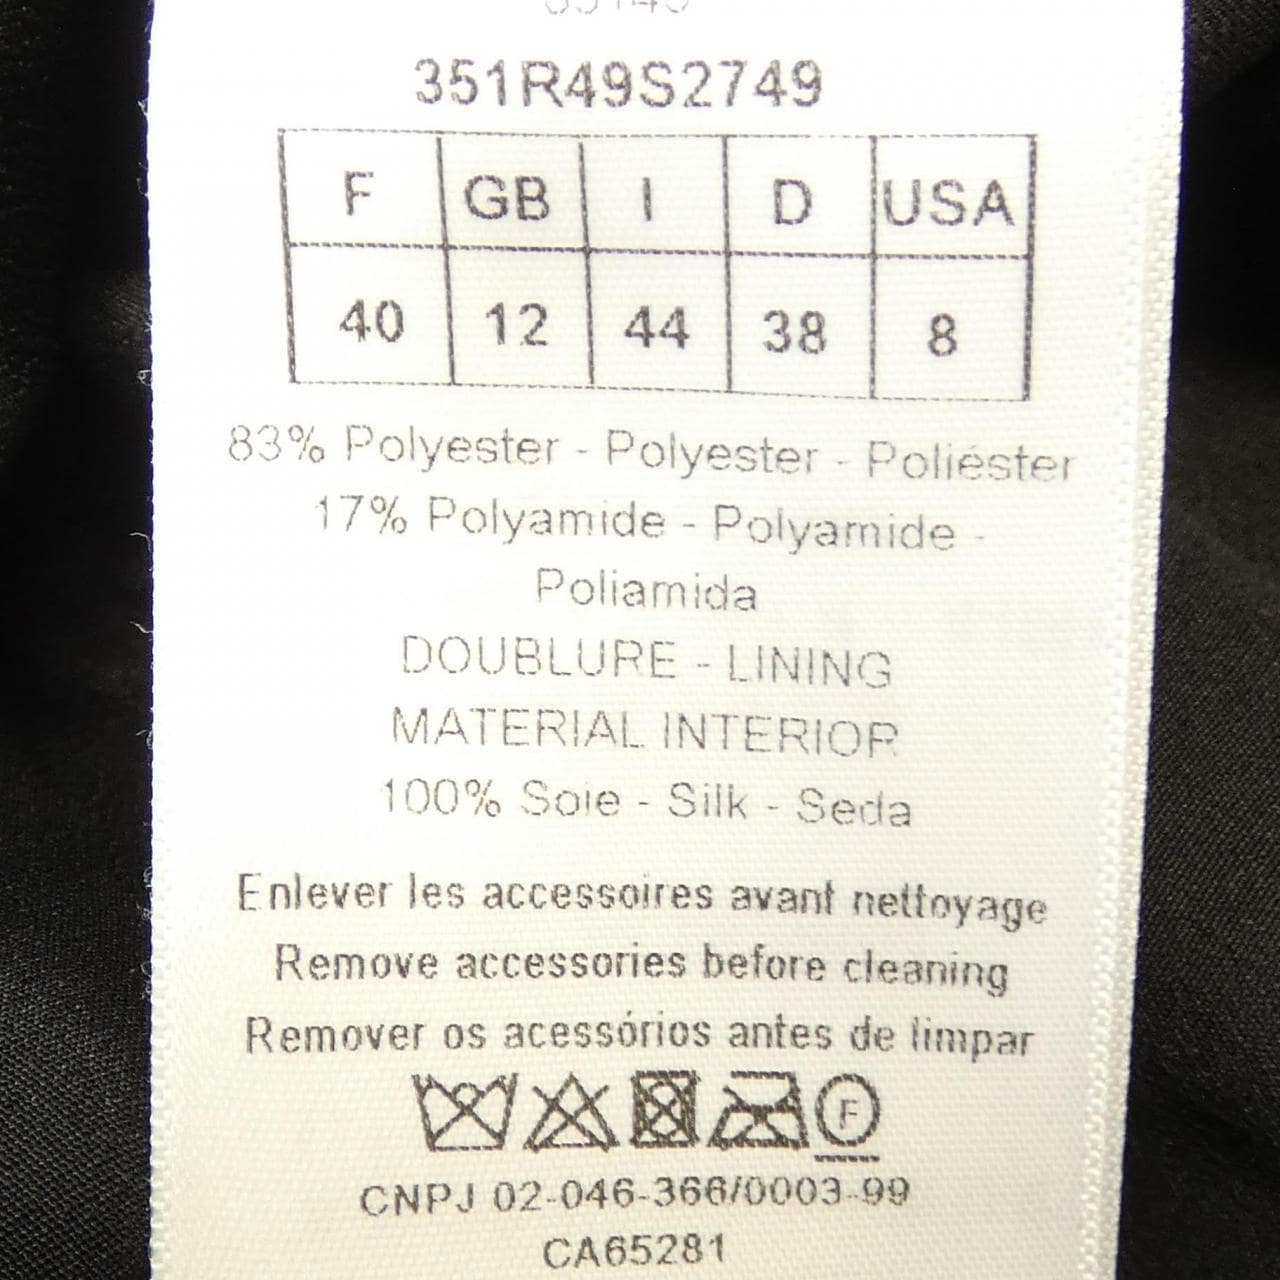 351R49S2749
F GB I D USA
40 12 44 38 8
83% Polyester - Polyester - Poliéster
17% Polyamide - Polyamide -
Poliamida
DOUBLURE - LINING
MATERIAL INTERIOR
100% Soie - Silk - Seda
Enlever les accessoires avant nettoyage
Remove accessories before cleaning
Remover os acessórios antes de limpar
F
CNPJ 02-046-366/0003-99
CA65281